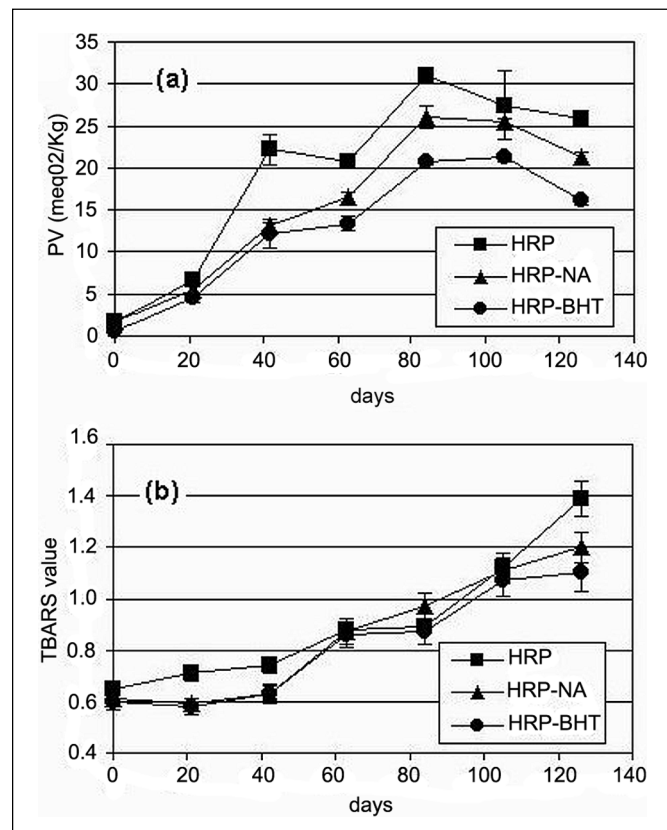 (a)
35
30
25
20
15
10
5
0
PV (meq02/Kg)
HRP
HRP-NA
HRP-BHT
0 20 40 60 80 100 120 140
days
(b)
1.6
1.4
1.2
1.0
0.8
0.6
0.4
TBARS value
HRP
HRP-NA
HRP-BHT
0 20 40 60 80 100 120 140
days